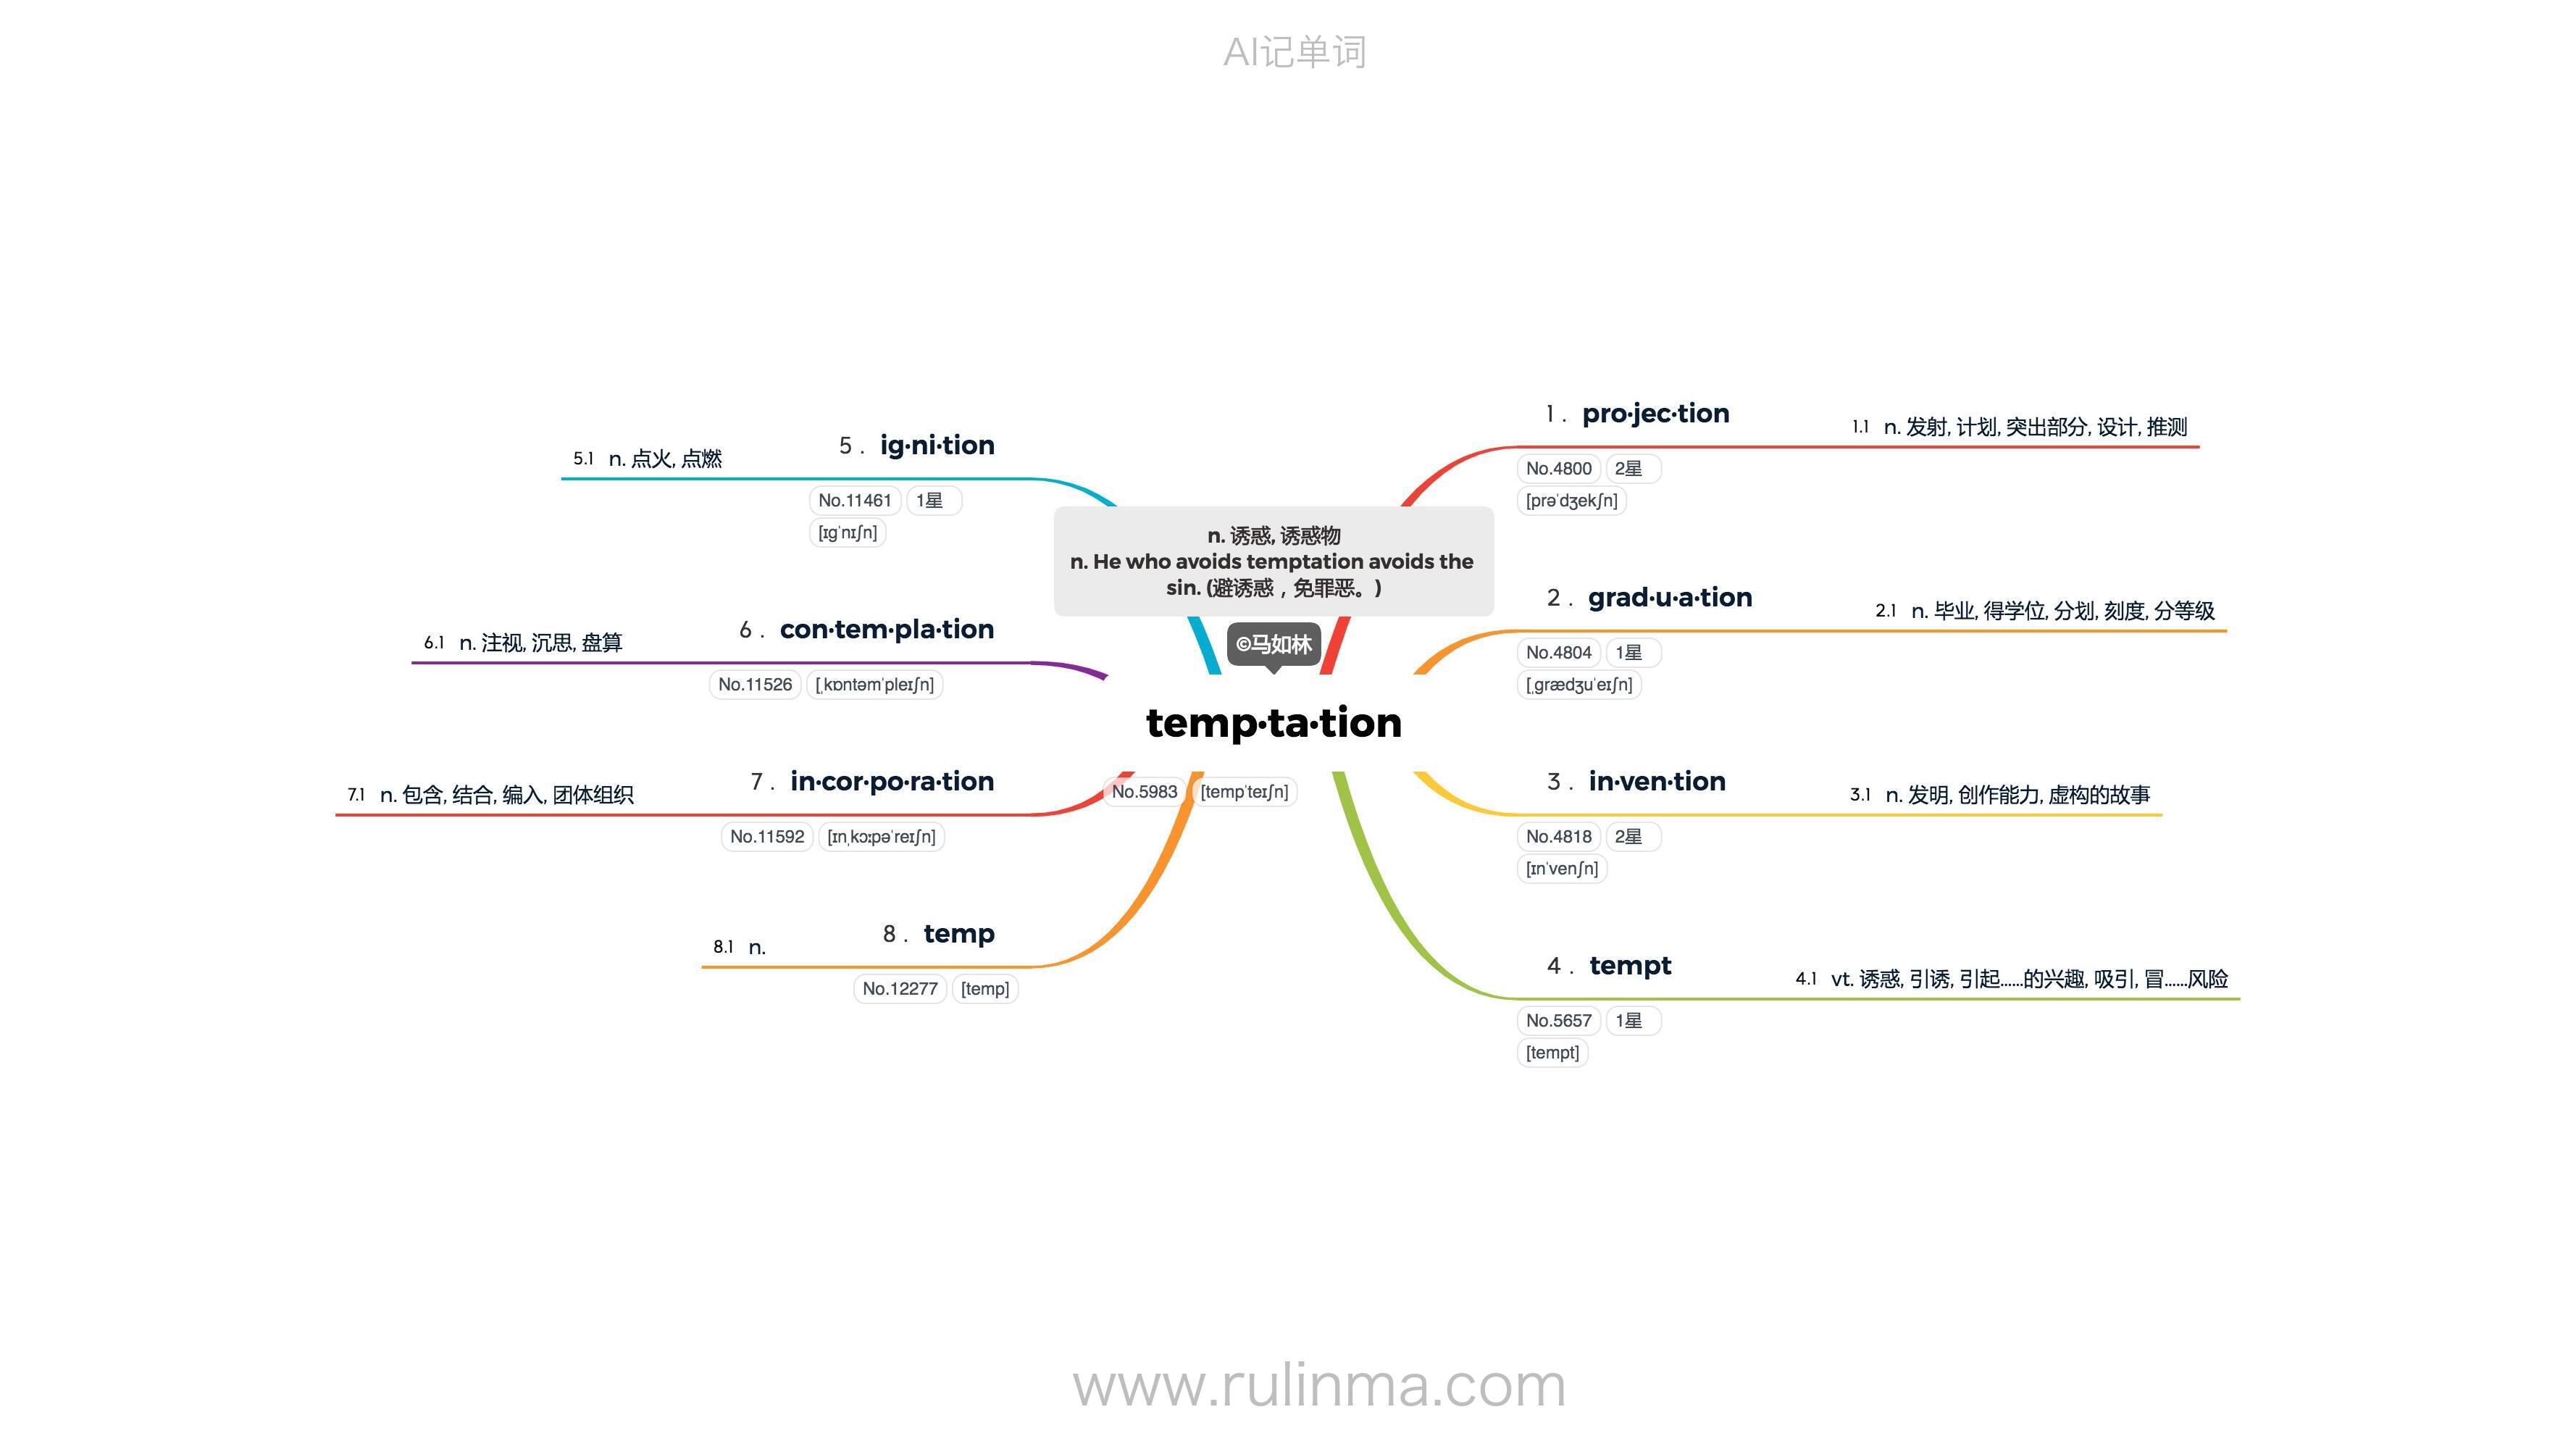 AI记单词
n. 诱惑, 诱惑物
n. He who avoids temptation avoids the
sin. (避诱惑，免罪恶。)
©马如林
temp·ta·tion
No.5983 [tempˈteɪʃn]
1 . pro·jec·tion
1.1 n. 发射, 计划, 突出部分, 设计, 推测
No.4800 2星
[prəˈdʒekʃn]
2 . grad·u·a·tion
2.1 n. 毕业, 得学位, 分划, 刻度, 分等级
No.4804 1星
[ˌɡrædʒuˈeɪʃn]
3 . in·ven·tion
3.1 n. 发明, 创作能力, 虚构的故事
No.4818 2星
[ɪnˈvenʃn]
4 . tempt
4.1 vt. 诱惑, 引诱, 引起……的兴趣, 吸引, 冒……风险
No.5657 1星
[tempt]
5 . ig·ni·tion
5.1 n. 点火, 点燃
No.11461 1星
[ɪɡˈnɪʃn]
6 . con·tem·pla·tion
6.1 n. 注视, 沉思, 盘算
No.11526 [ˌkɒntəmˈpleɪʃn]
7 . in·cor·po·ra·tion
7.1 n. 包含, 结合, 编入, 团体组织
No.11592 [ɪnˌkɔːpəˈreɪʃn]
8 . temp
8.1 n.
No.12277 [temp]
www.rulinma.com